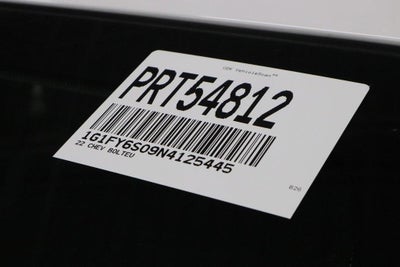 CDK VehicleScan™
PRT54812
1G1FY6S09N4125445
22 CHEV BOLTEU
B26